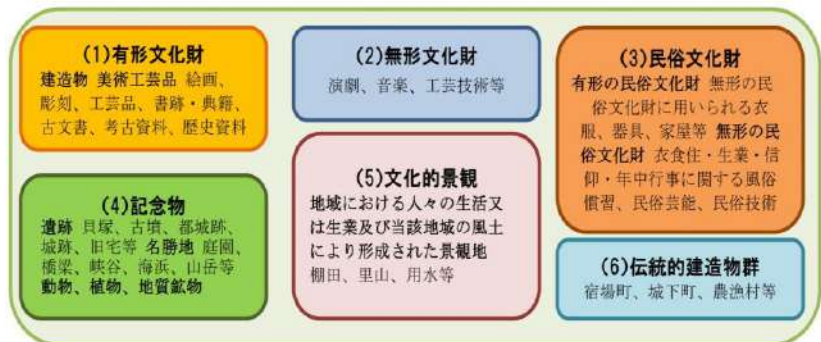 (1)有形文化財
建造物 美術工芸品 絵画、
彫刻、工芸品、書跡・典籍、
古文書、考古資料、歴史資料
(2)無形文化財
演劇、音楽、工芸技術等
(3)民俗文化財
有形の民俗文化財 無形の民
俗文化財に用いられる衣
服、器具、家屋等 無形の民
俗文化財 衣食住・生業・信
仰・年中行事に関する風俗
慣習、民俗芸能、民俗技術
(4)記念物
遺跡 貝塚、古墳、都城跡、
城跡、旧宅等 名勝地 庭園、
橋梁、峡谷、海浜、山岳等
動物、植物、地質鉱物
(5)文化的景観
地域における人々の生活又
は生業及び当該地域の風土
により形成された景観地
棚田、里山、用水等
(6)伝統的建造物群
宿場町、城下町、農漁村等